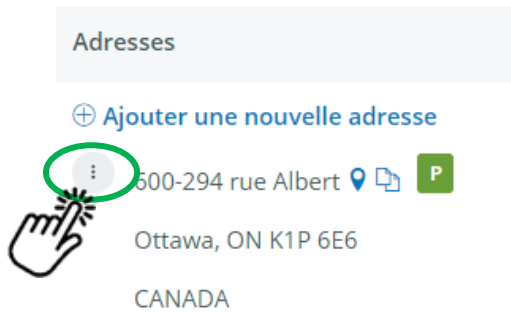 Adresses
Ajouter une nouvelle adresse
600-294 rue Albert P
Ottawa, ON K1P 6E6
CANADA